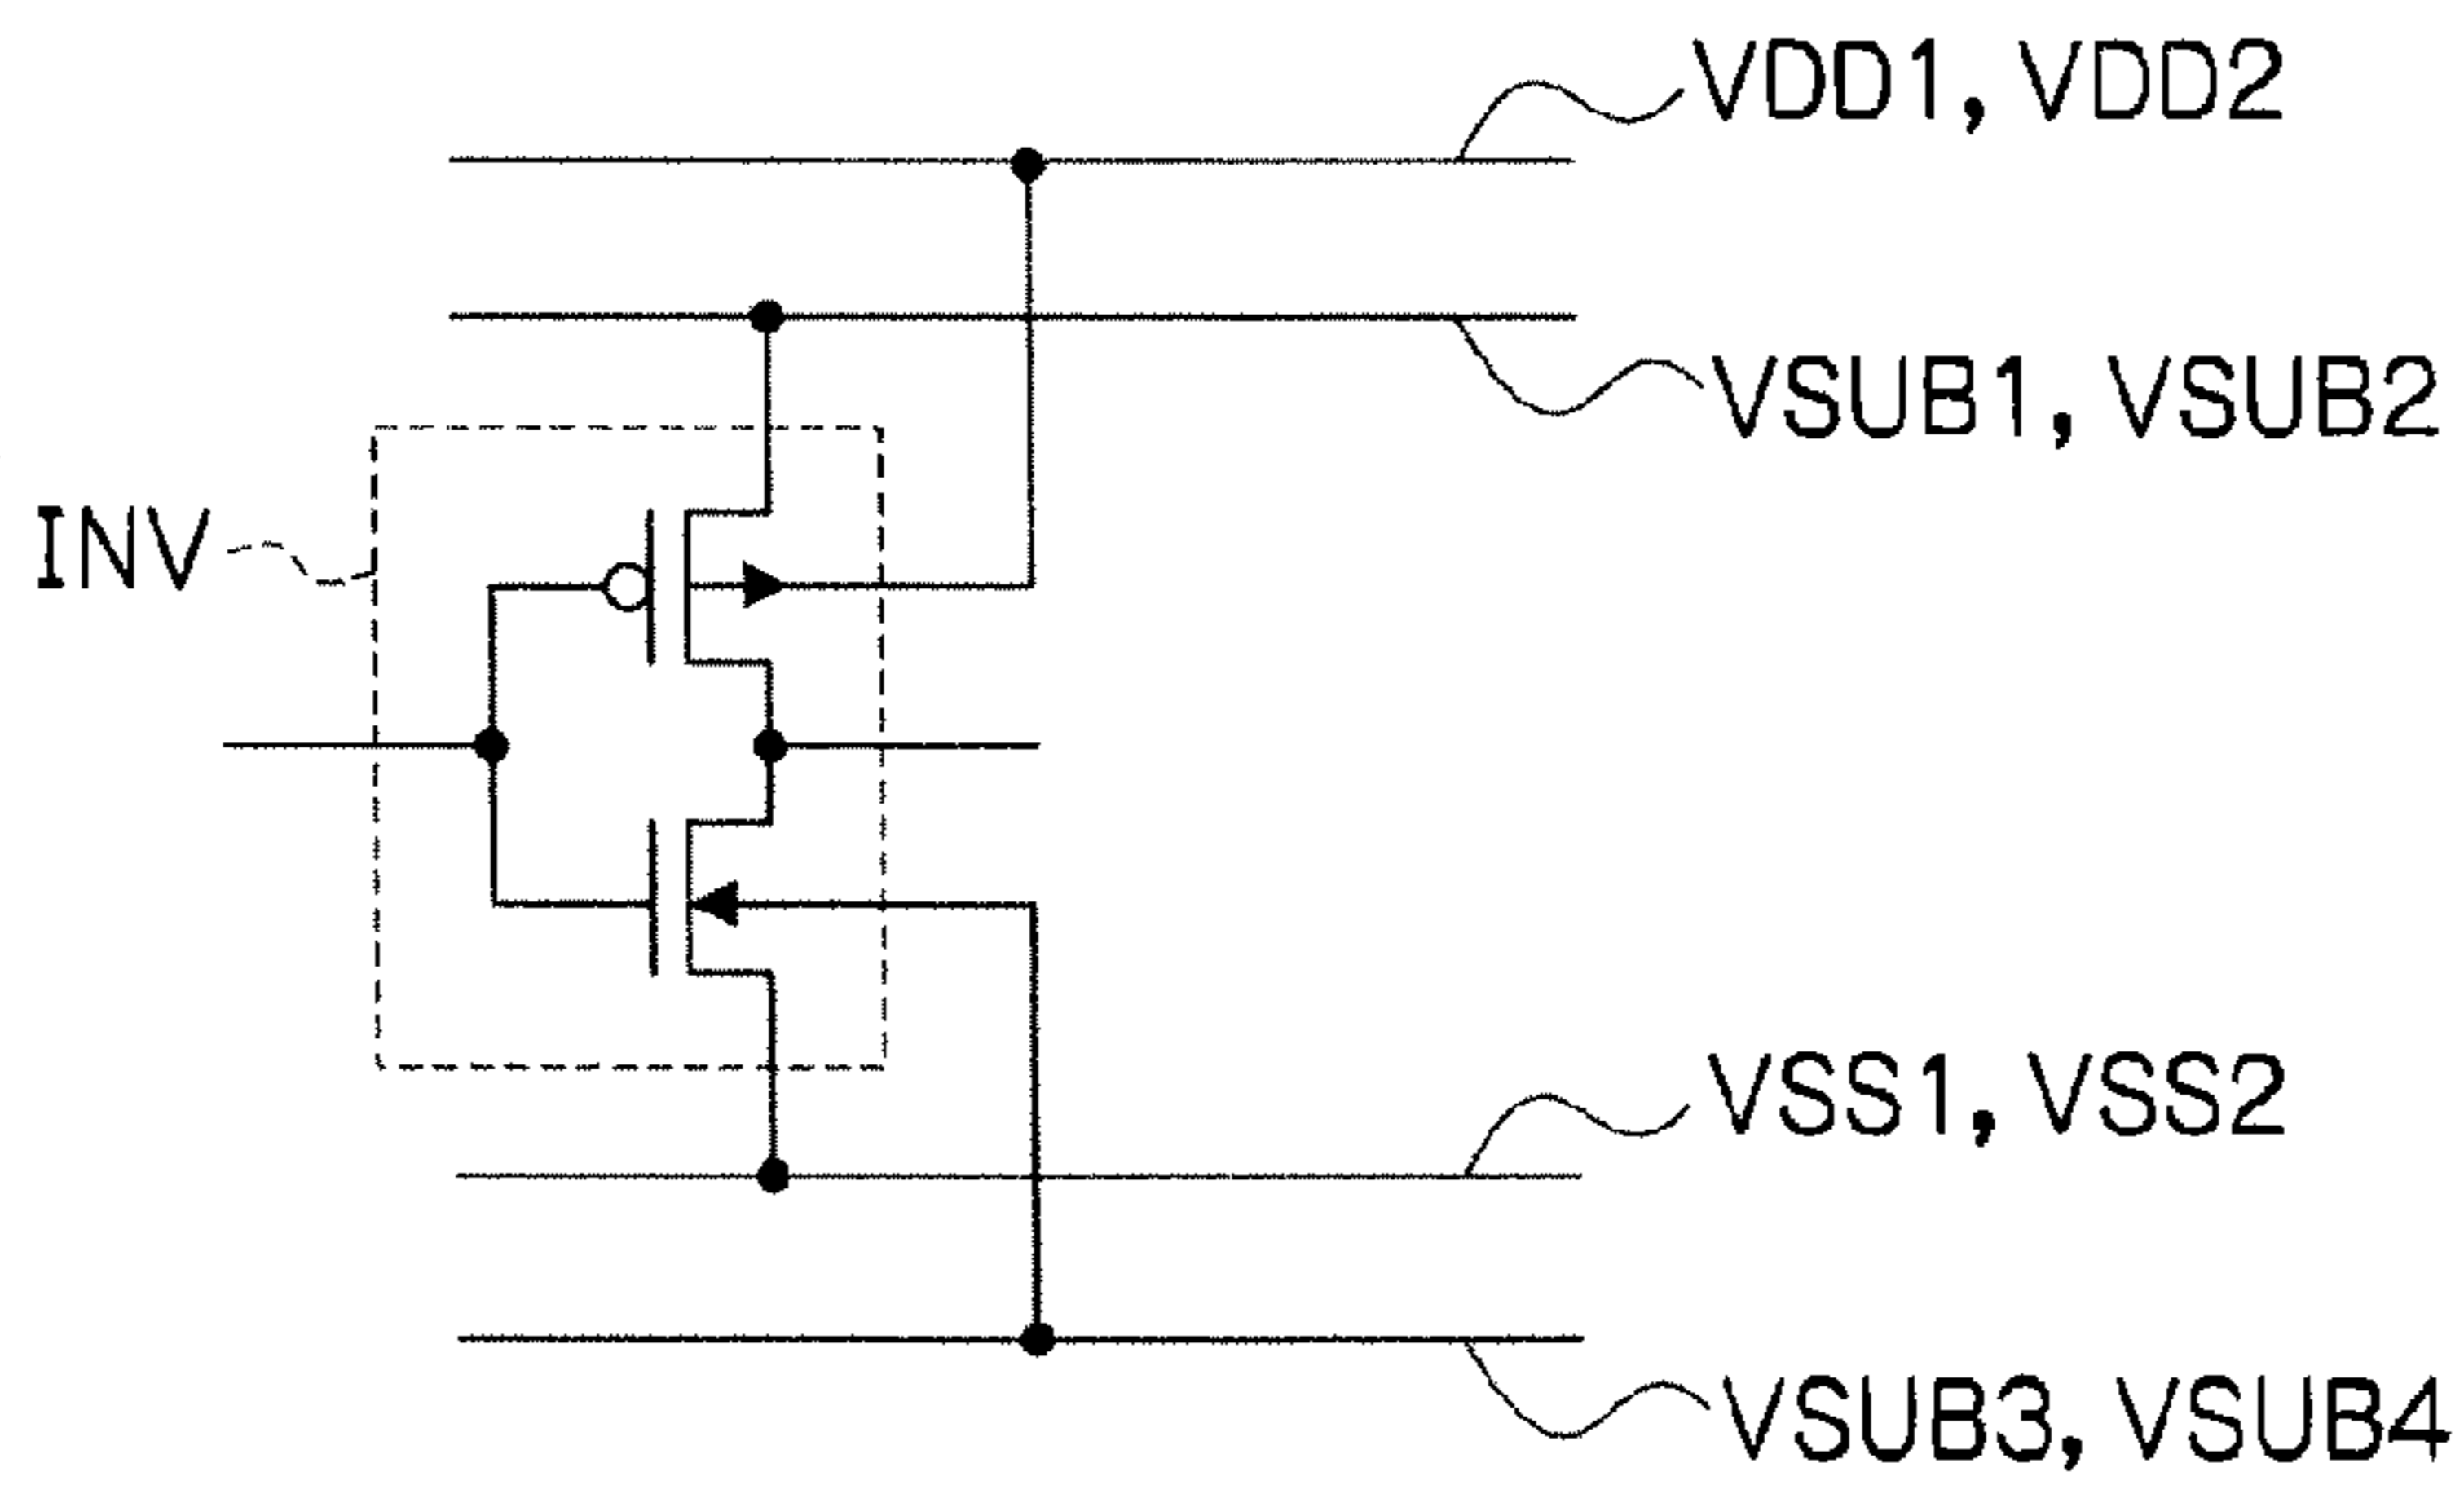 VDD1, VDD2
VSUB1, VSUB2
INV
VSS1, VSS2
VSUB3, VSUB4